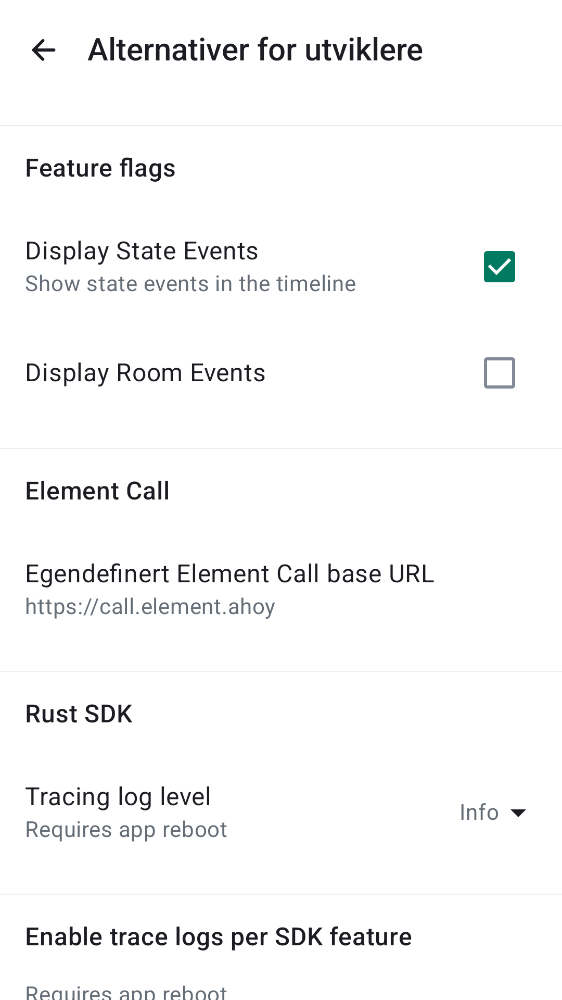 Alternativer for utviklere
Feature flags
Display State Events
Show state events in the timeline
Display Room Events
Element Call
Egendefinert Element Call base URL
https://call.element.ahoy
Rust SDK
Tracing log level
Requires app reboot
Info
Enable trace logs per SDK feature
Requires app reboot